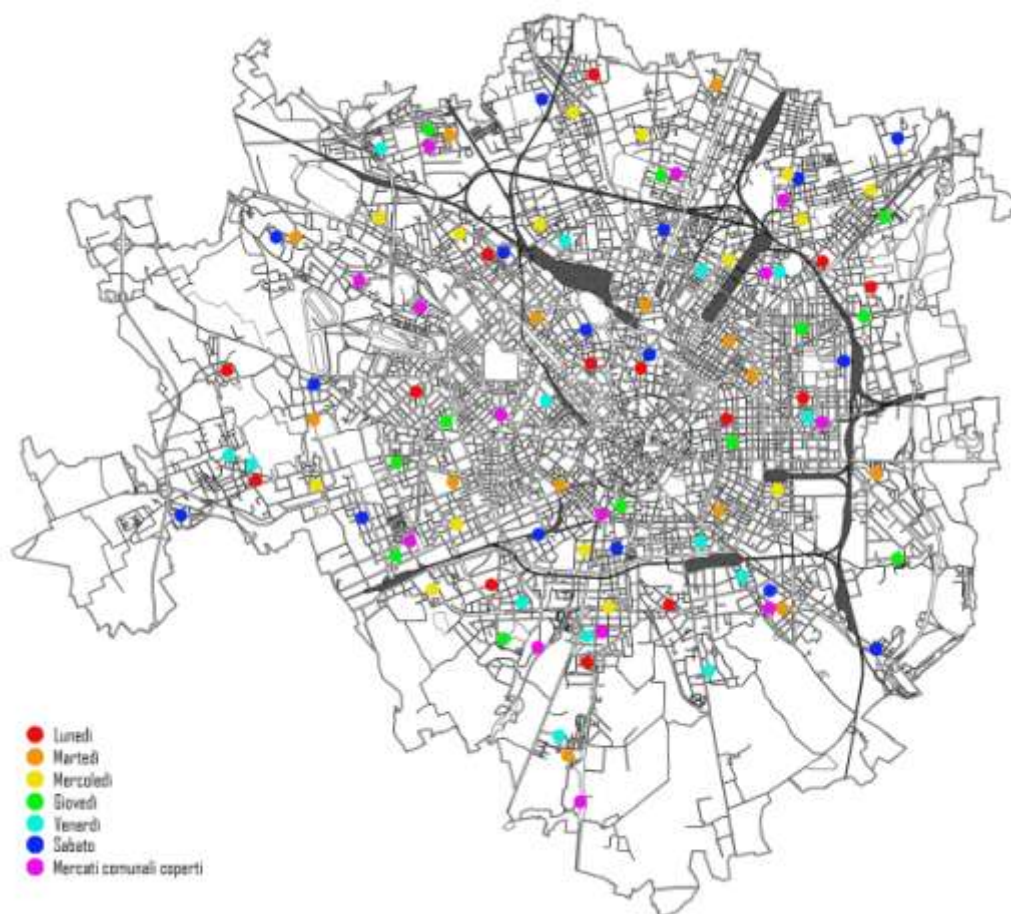 Lunedì
Martedì
Mercoledì
Giovedì
Venerdì
Sabato
Mercati comunali coperti